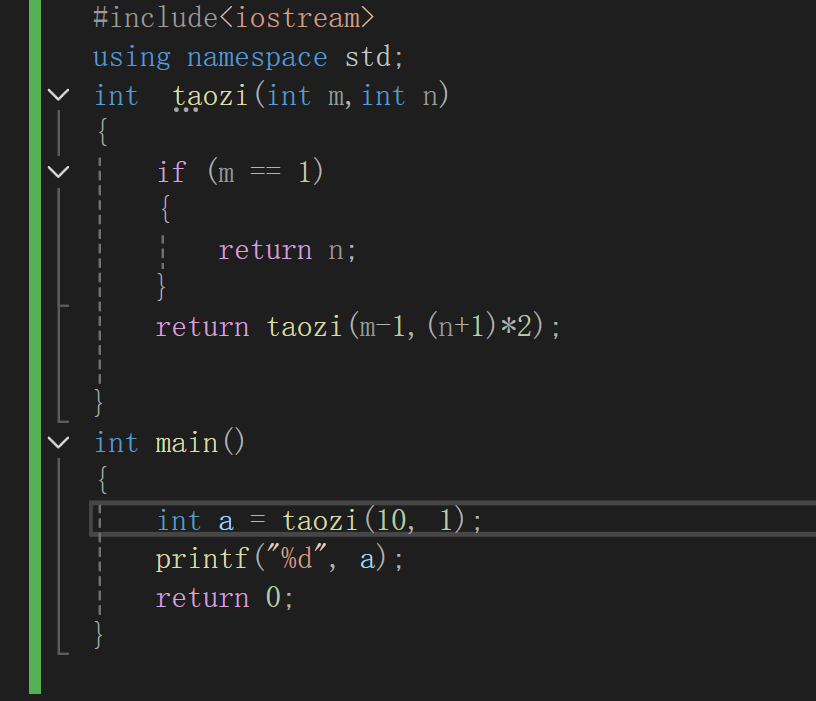 #include<iostream>
using namespace std;
int  taozi(int m,int n)
{
    if (m == 1)
    {
        return n;
    }
    return taozi(m-1,(n+1)*2);

}
int main()
{
    int a = taozi(10, 1);
    printf("%d", a);
    return 0;
}